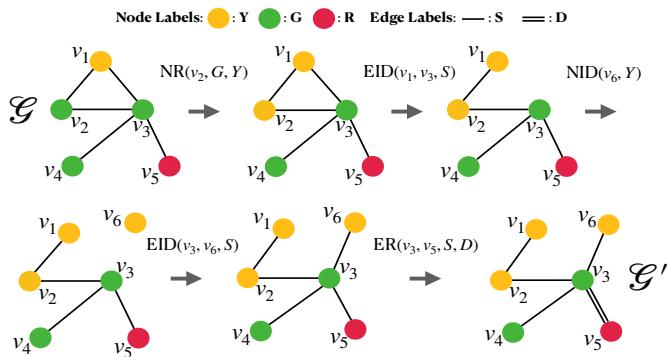 Node Labels: : Y : G : R Edge Labels: : S : D
v₁ NR(v₂, G, Y) v₁ EID(v₁, v₃, S) v₁ NID(v₆, Y)
𝒢 v₂ v₃ v₂ v₃ v₂ v₃
v₄ v₅ v₄ v₅ v₄ v₅
v₁ v₆ EID(v₃, v₆, S) v₁ v₆ ER(v₃, v₅, S, D) v₁ v₆
v₂ v₃ v₂ v₃ v₂ v₃ 𝒢′
v₄ v₅ v₄ v₅ v₄ v₅